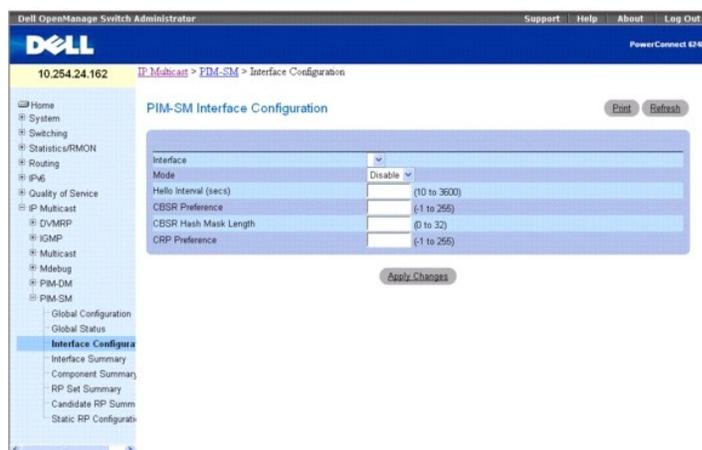 Dell OpenManage Switch Administrator
Support Help About Log Out
DELL
PowerConnect 624
10.254.24.162
IP Multicast > PIM-SM > Interface Configuration
Home
System
Switching
Statistics/RMON
Routing
IPv6
Quality of Service
IP Multicast
DVMRP
IGMP
Multicast
Mdebug
PIM-DM
PIM-SM
Global Configuration
Global Status
Interface Configura
Interface Summary
Component Summary
RP Set Summary
Candidate RP Summ
Static RP Configurati
PIM-SM Interface Configuration
Print Refresh
Interface
Mode Disable
Hello Interval (secs) (10 to 3600)
CBSR Preference (-1 to 255)
CBSR Hash Mask Length (0 to 32)
CRP Preference (-1 to 255)
Apply Changes